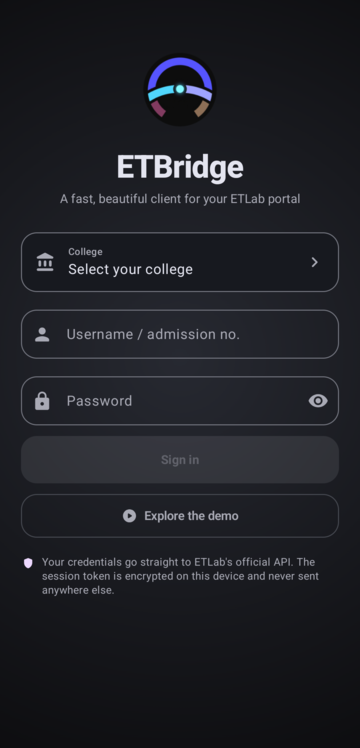 ETBridge
A fast, beautiful client for your ETLab portal
College
Select your college
Username / admission no.
Password
Sign in
Explore the demo
Your credentials go straight to ETLab's official API. The
session token is encrypted on this device and never sent
anywhere else.